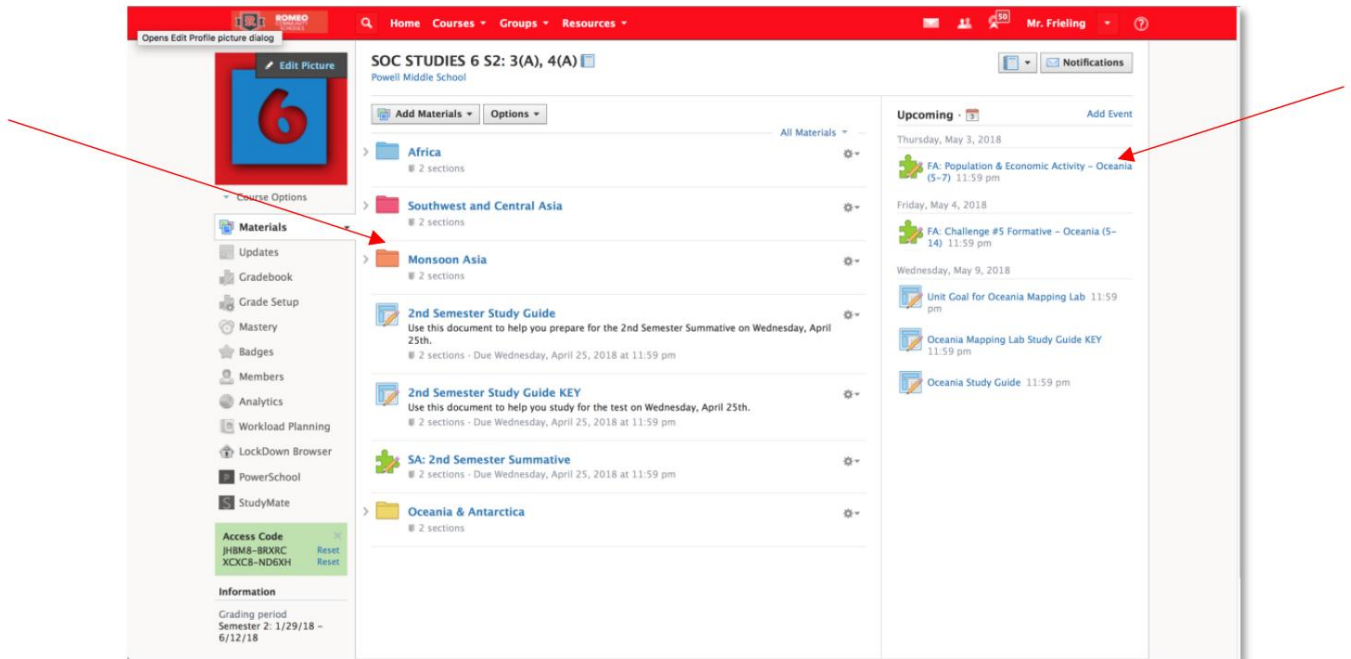 ROMEO
COMMUNITY
SCHOOLS
Home Courses Groups Resources
50
Mr. Frieling
Opens Edit Profile picture dialog
Edit Picture
6
Course Options
Materials
Updates
Gradebook
Grade Setup
Mastery
Badges
Members
Analytics
Workload Planning
LockDown Browser
P PowerSchool
S StudyMate
Access Code
JHBM8-BRXRC Reset
XCXC8-ND6XH Reset
Information
Grading period
Semester 2: 1/29/18 –
6/12/18
SOC STUDIES 6 S2: 3(A), 4(A)
Powell Middle School
Notifications
Add Materials Options
All Materials
Africa
2 sections
Southwest and Central Asia
2 sections
Monsoon Asia
2 sections
2nd Semester Study Guide
Use this document to help you prepare for the 2nd Semester Summative on Wednesday, April
25th.
2 sections · Due Wednesday, April 25, 2018 at 11:59 pm
2nd Semester Study Guide KEY
Use this document to help you study for the test on Wednesday, April 25th.
2 sections · Due Wednesday, April 25, 2018 at 11:59 pm
SA: 2nd Semester Summative
2 sections · Due Wednesday, April 25, 2018 at 11:59 pm
Oceania & Antarctica
2 sections
Upcoming · Add Event
Thursday, May 3, 2018
FA: Population & Economic Activity – Oceania
(5–7) 11:59 pm
Friday, May 4, 2018
FA: Challenge #5 Formative – Oceania (5–
14) 11:59 pm
Wednesday, May 9, 2018
Unit Goal for Oceania Mapping Lab 11:59
pm
Oceania Mapping Lab Study Guide KEY
11:59 pm
Oceania Study Guide 11:59 pm